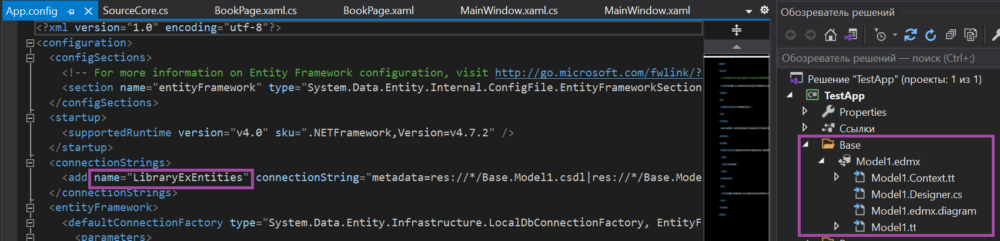 App.config SourceCore.cs BookPage.xaml.cs BookPage.xaml MainWindow.xaml.cs MainWindow.xaml
<?xml version="1.0" encoding="utf-8"?>
<configuration>
<configSections>
<!-- For more information on Entity Framework configuration, visit http://go.microsoft.com/fwlink/?
<section name="entityFramework" type="System.Data.Entity.Internal.ConfigFile.EntityFrameworkSection
</configSections>
<startup>
<supportedRuntime version="v4.0" sku=".NETFramework,Version=v4.7.2" />
</startup>
<connectionStrings>
<add name="LibraryExEntities" connectionString="metadata=res://*/Base.Model1.csdl|res://*/Base.Mode
</connectionStrings>
<entityFramework>
<defaultConnectionFactory type="System.Data.Entity.Infrastructure.LocalDbConnectionFactory, EntityF
<parameters>
Обозреватель решений
Обозреватель решений — поиск (Ctrl+;)
Решение "TestApp" (проекты: 1 из 1)
C# TestApp
Properties
Ссылки
Base
Model1.edmx
Model1.Context.tt
Model1.Designer.cs
Model1.edmx.diagram
Model1.tt